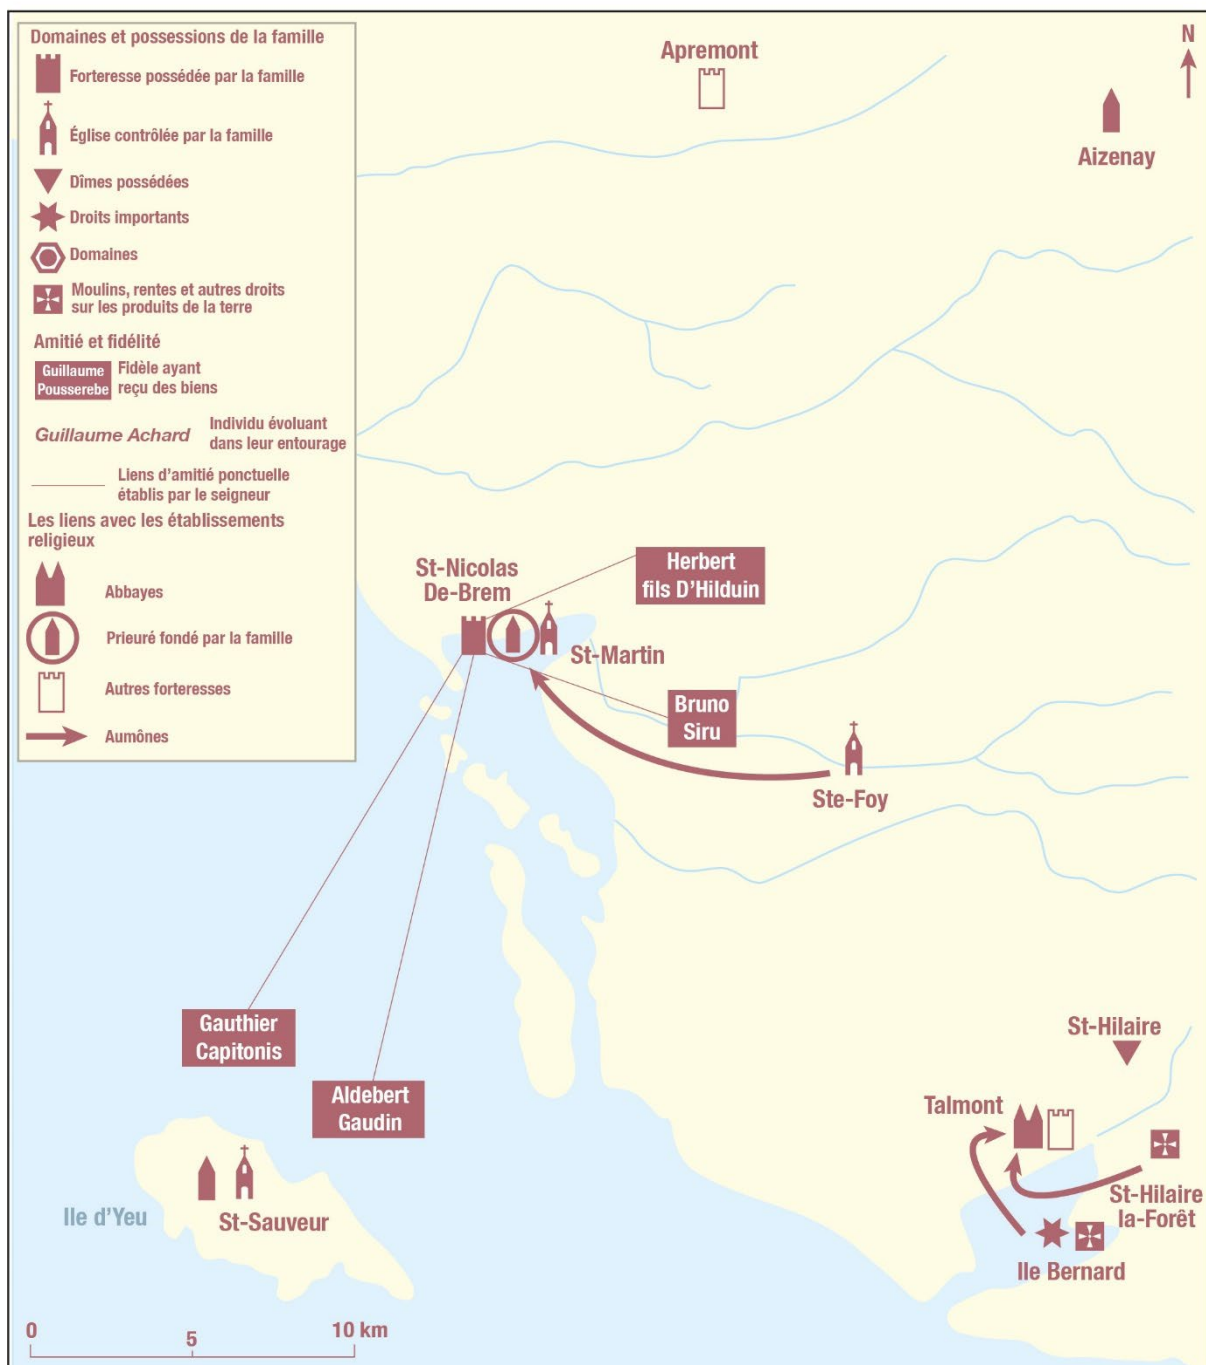 Domaines et possessions de la famille
Forteresse possédée par la famille
Église contrôlée par la famille
Dîmes possédées
Droits importants
Domaines
Moulins, rentes et autres droits
sur les produits de la terre
Amitié et fidélité
Guillaume
Pousserebe
Fidèle ayant
reçu des biens
Guillaume Achard
Individu évoluant
dans leur entourage
Liens d'amitié ponctuelle
établis par le seigneur
Les liens avec les établissements
religieux
Abbayes
Prieuré fondé par la famille
Autres forteresses
Aumônes
Apremont
N
Aizenay
St-Nicolas
De-Brem
Herbert
fils D'Hilduin
St-Martin
Bruno
Siru
Ste-Foy
Gauthier
Capitonis
Aldebert
Gaudin
St-Hilaire
Talmont
St-Hilaire
la-Forêt
Ile Bernard
Ile d'Yeu
St-Sauveur
0
5
10 km